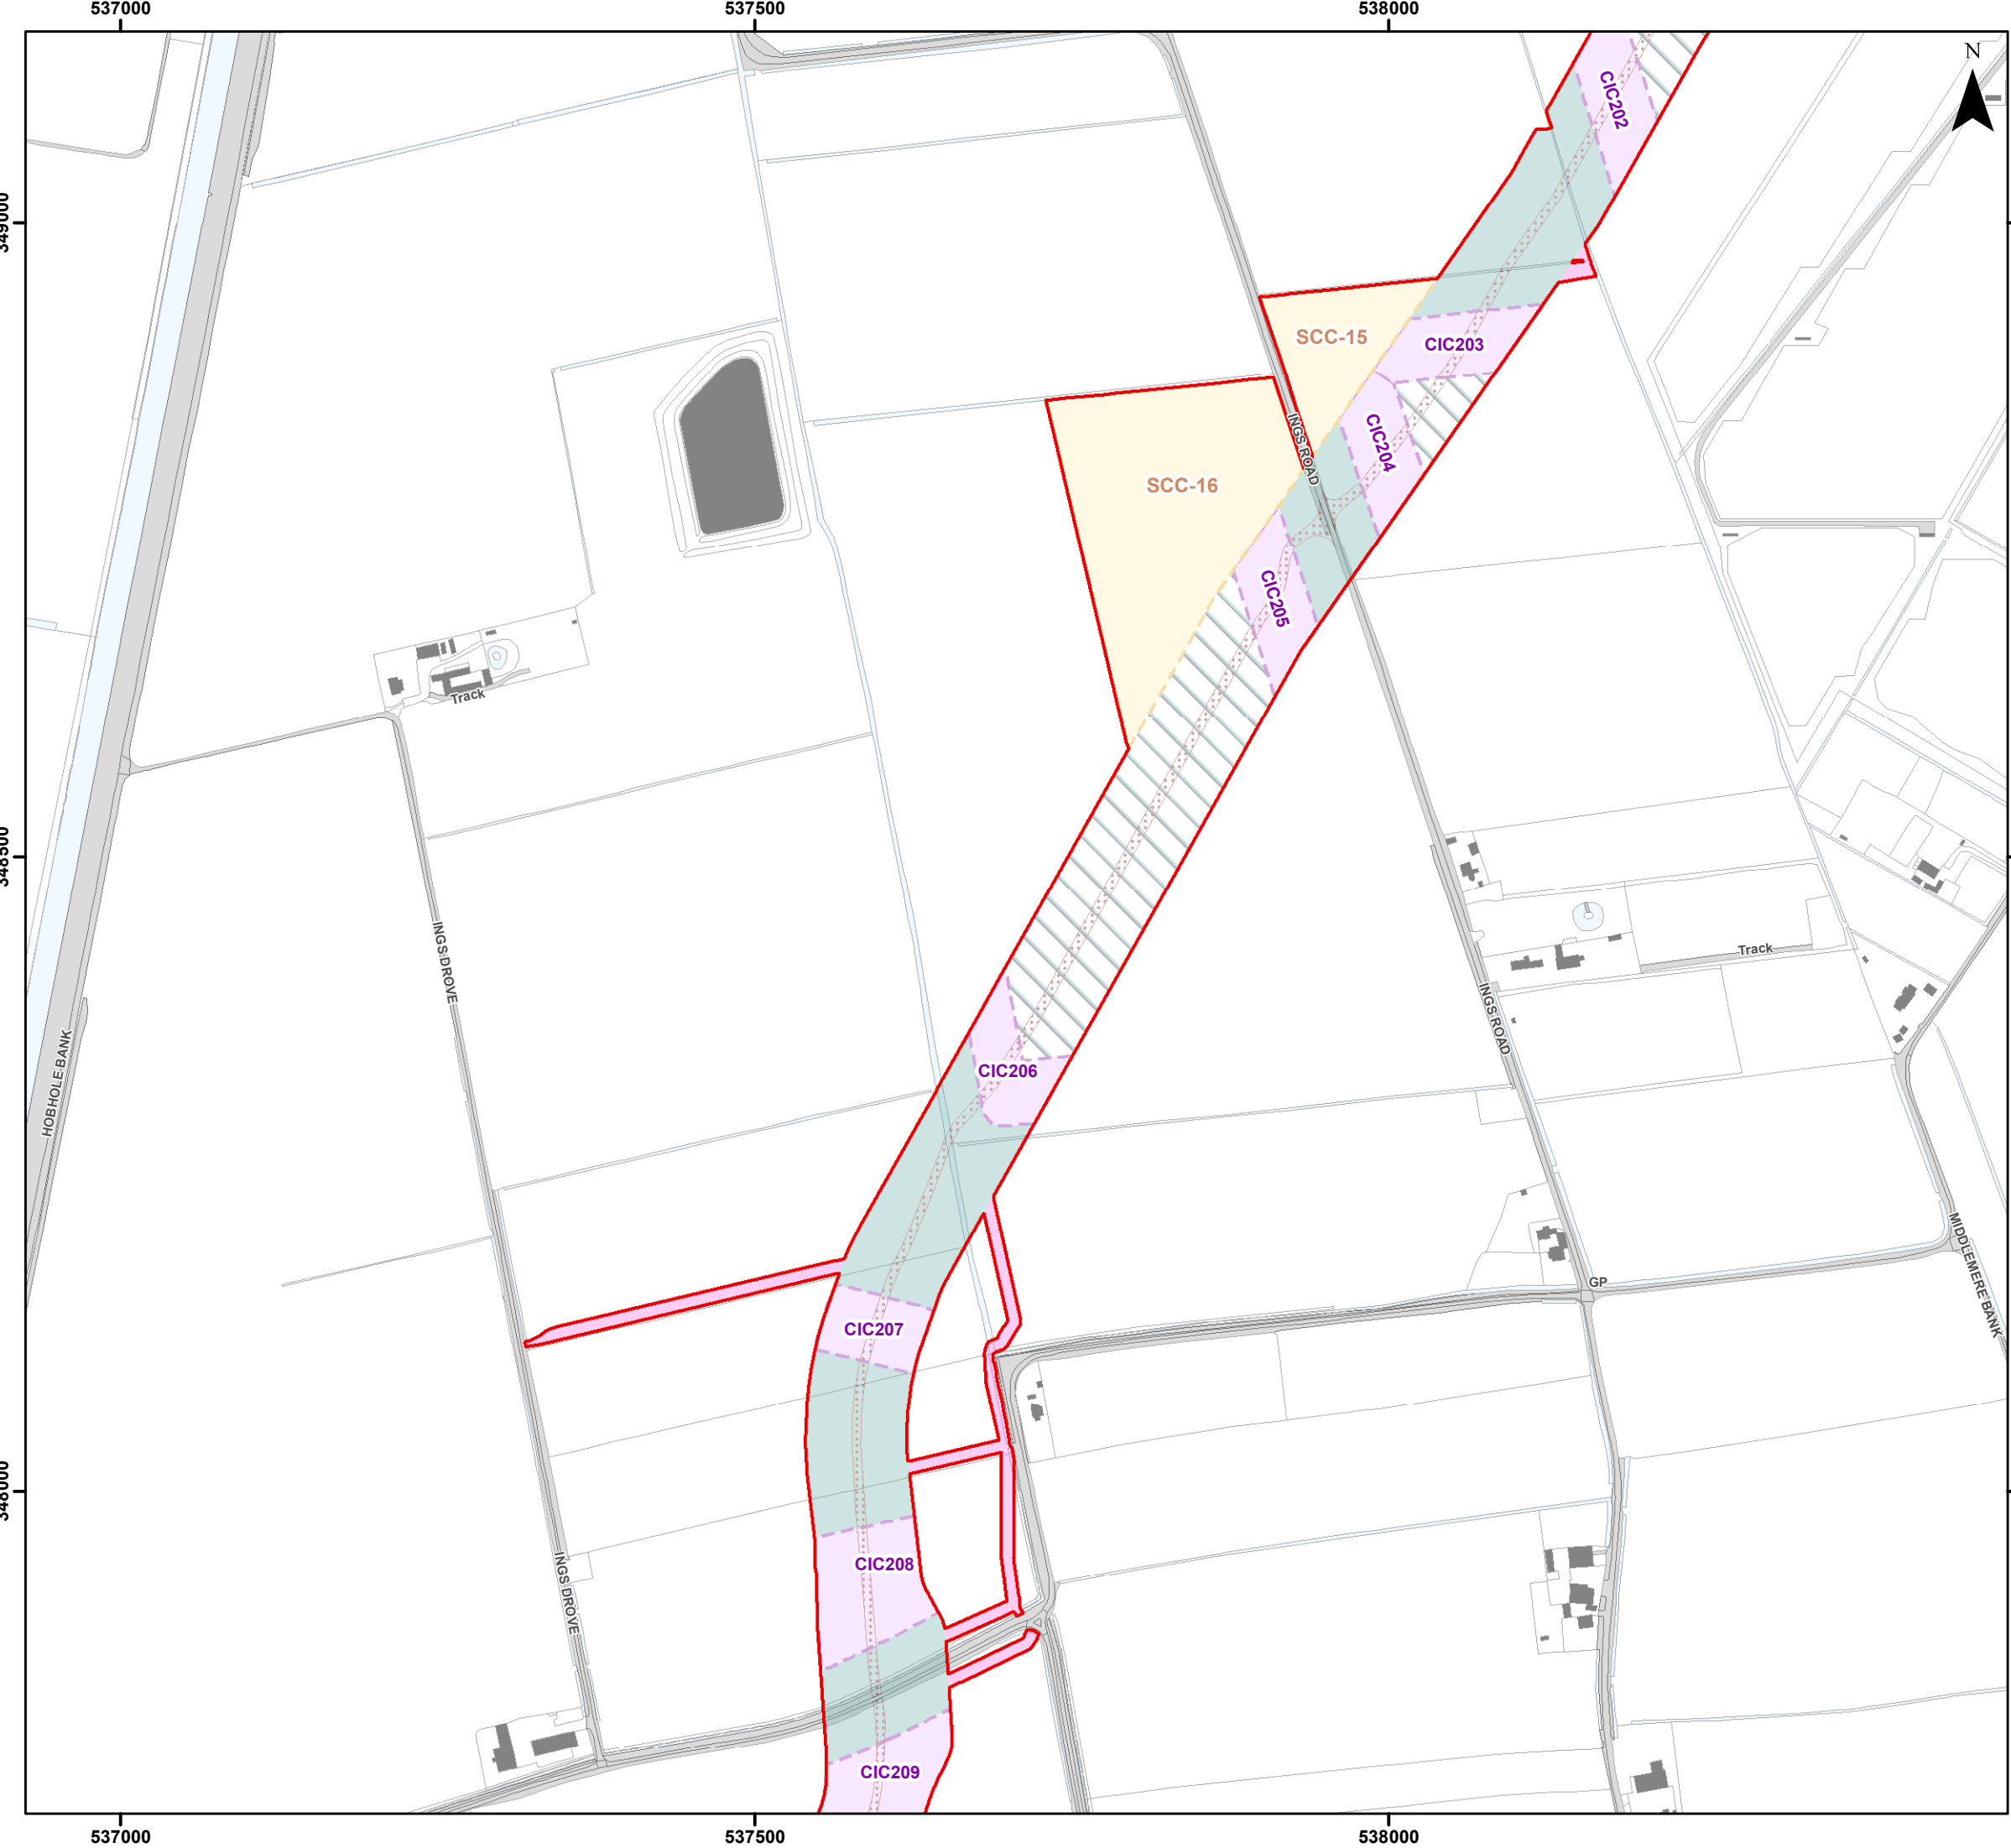 537000
537500
538000
N
CIC202
349000
SCC-15
CIC203
INGS ROAD
CIC204
SCC-16
CIC205
Track
348500
INGS DROVE
Track
INGS ROAD
HOBHOLE BANK
CIC206
MIDDLEMERE BANK
GP
CIC207
348000
INGS DROVE
CIC208
CIC209
537000
537500
538000